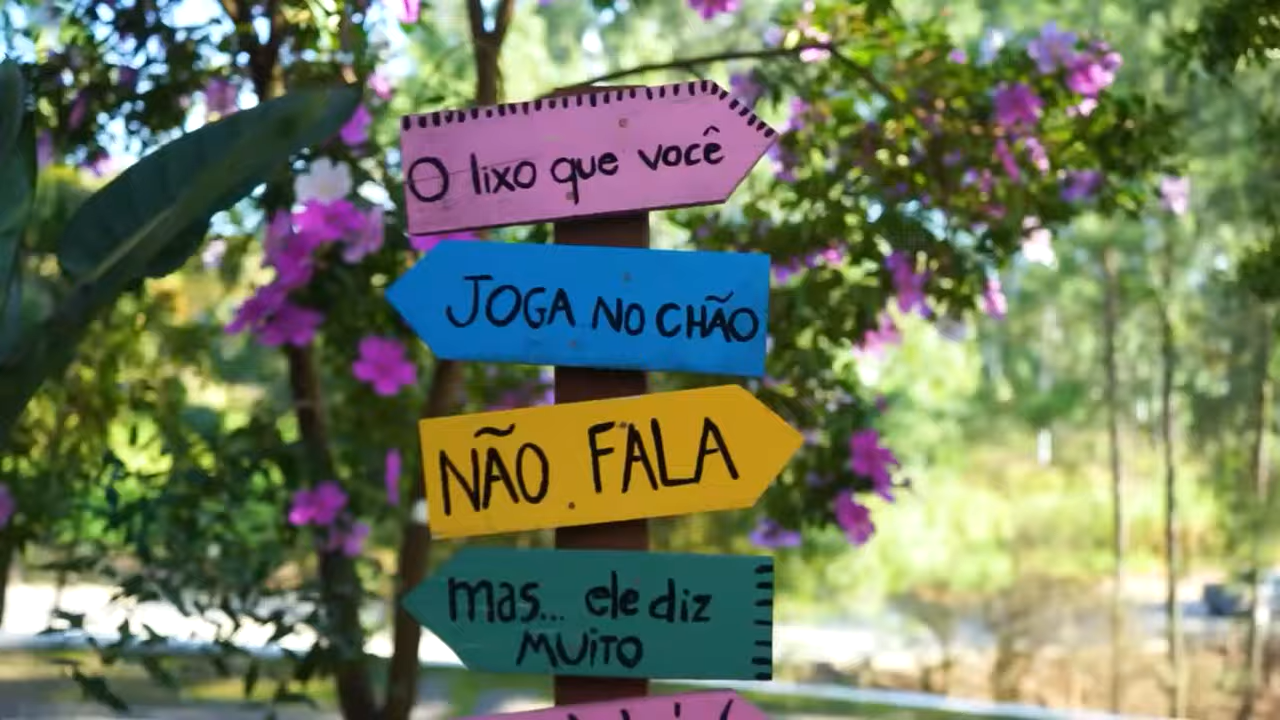 O lixo que você
JOGA NO CHÃO
NÃO FALA
mas... ele diz
MUITO